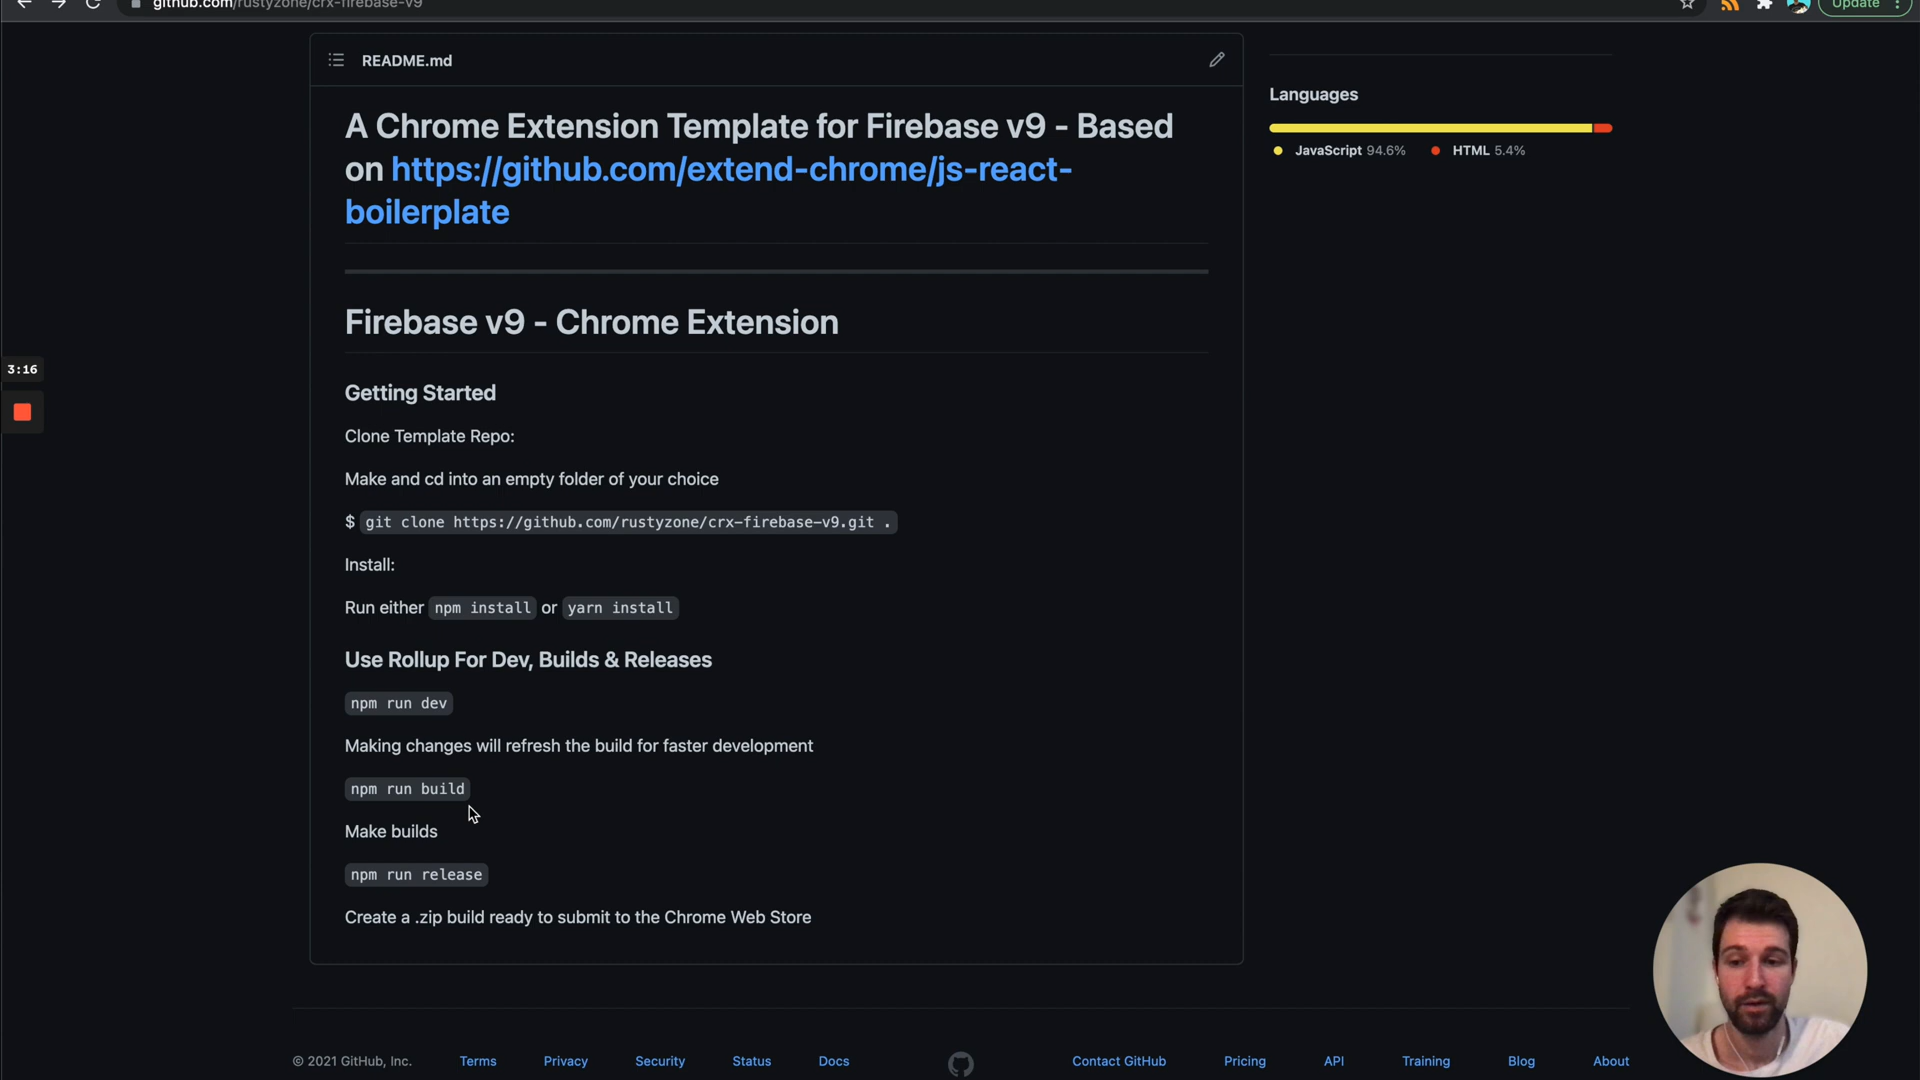 github.com/rustyzone/crx-firebase-v9
Update
README.md
A Chrome Extension Template for Firebase v9 - Based
on https://github.com/extend-chrome/js-react-
boilerplate
Firebase v9 - Chrome Extension
Getting Started
Clone Template Repo:
Make and cd into an empty folder of your choice
$ git clone https://github.com/rustyzone/crx-firebase-v9.git .
Install:
Run either npm install or yarn install
Use Rollup For Dev, Builds & Releases
npm run dev
Making changes will refresh the build for faster development
npm run build
Make builds
npm run release
Create a .zip build ready to submit to the Chrome Web Store
Languages
JavaScript 94.6% HTML 5.4%
3:16
© 2021 GitHub, Inc. Terms Privacy Security Status Docs Contact GitHub Pricing API Training Blog About